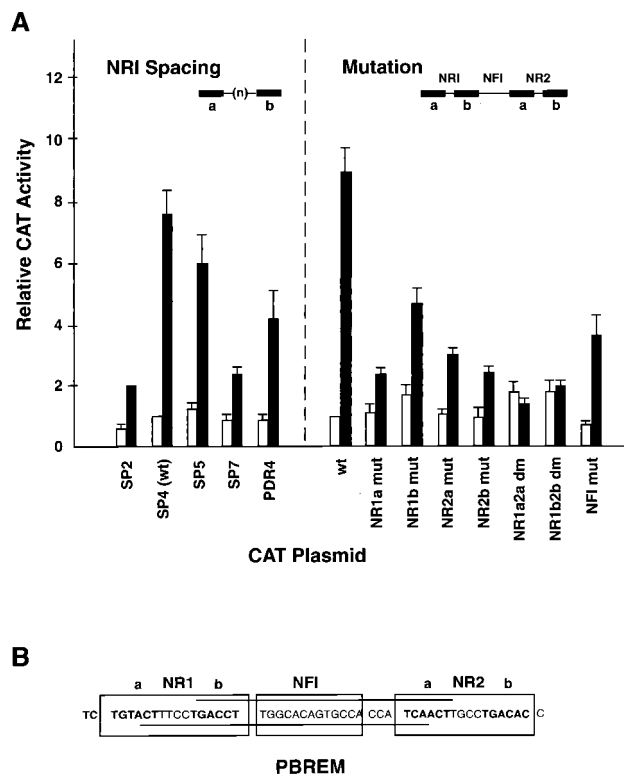 A
12
10
8
6
4
2
0
Relative CAT Activity
NRI Spacing
(n)
a b
Mutation
NRI NFI NR2
a b a b
SP2
SP4 (wt)
SP5
SP7
PDR4
wt
NR1a mut
NR1b mut
NR2a mut
NR2b mut
NR1a2a dm
NR1b2b dm
NFI mut
CAT Plasmid
B
a NR1 b NFI a NR2 b
TC TGTACTTTCCTGACCT TGGCACAGTGCCA CCA TCAACTTGCCTGACAC C
PBREM